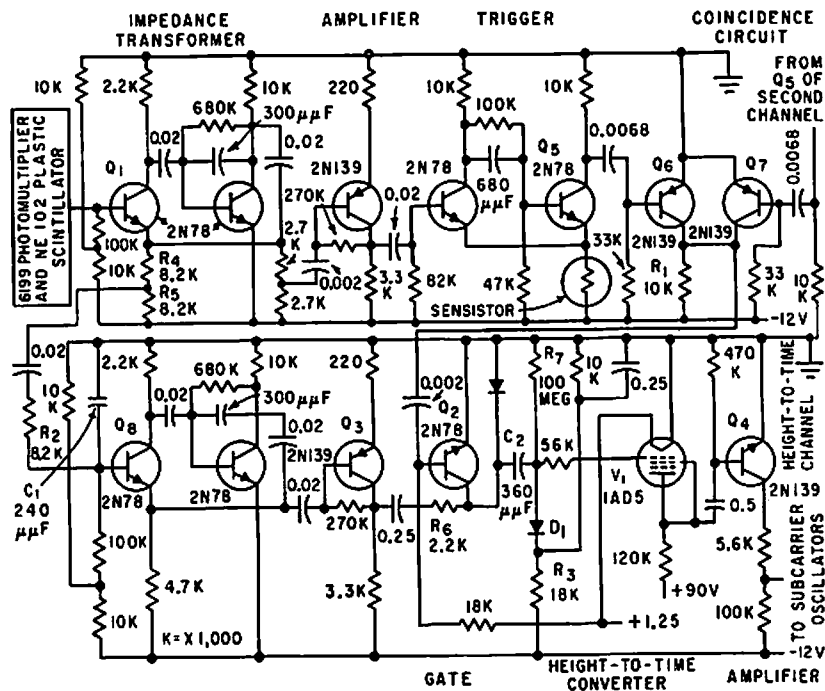 IMPEDANCE TRANSFORMER
AMPLIFIER
TRIGGER
COINCIDENCE CIRCUIT
FROM Q5 OF SECOND CHANNEL
10K
2.2K
10K
220
10K
10K
680K
300μμF
100K
0.02
0.02
0.0068
0.0068
6199 PHOTOMULTIPLIER AND NE 102 PLASTIC SCINTILLATOR
Q1
2N139
2N78
Q5
2N78
Q6
Q7
270K
0.02
680 μμF
100K
2N78
2.7K
33K
2N139
2N139
10K
R4
8.2K
R5
8.2K
0.002
3.3K
82K
47K
R1
10K
33K
10K
2.7K
SENSISTOR
-12V
0.02
2.2K
680K
10K
220
R7
100 MEG
10K
0.25
470K
0.02
300μμF
0.002
10K
R2
8.2K
Q8
0.02
Q3
Q2
2N78
C2
56K
Q4
2N139
HEIGHT-TO-TIME CHANNEL
C1
240 μμF
2N78
2N78
2N139
0.02
360 μμF
V1
1AD5
270K
0.25
R6
2.2K
D1
0.5
100K
120K
5.6K
4.7K
3.3K
R3
18K
+90V
10K
K=X1,000
18K
+1.25
100K
TO SUBCARRIER OSCILLATORS
-12V
GATE
HEIGHT-TO-TIME CONVERTER
AMPLIFIER